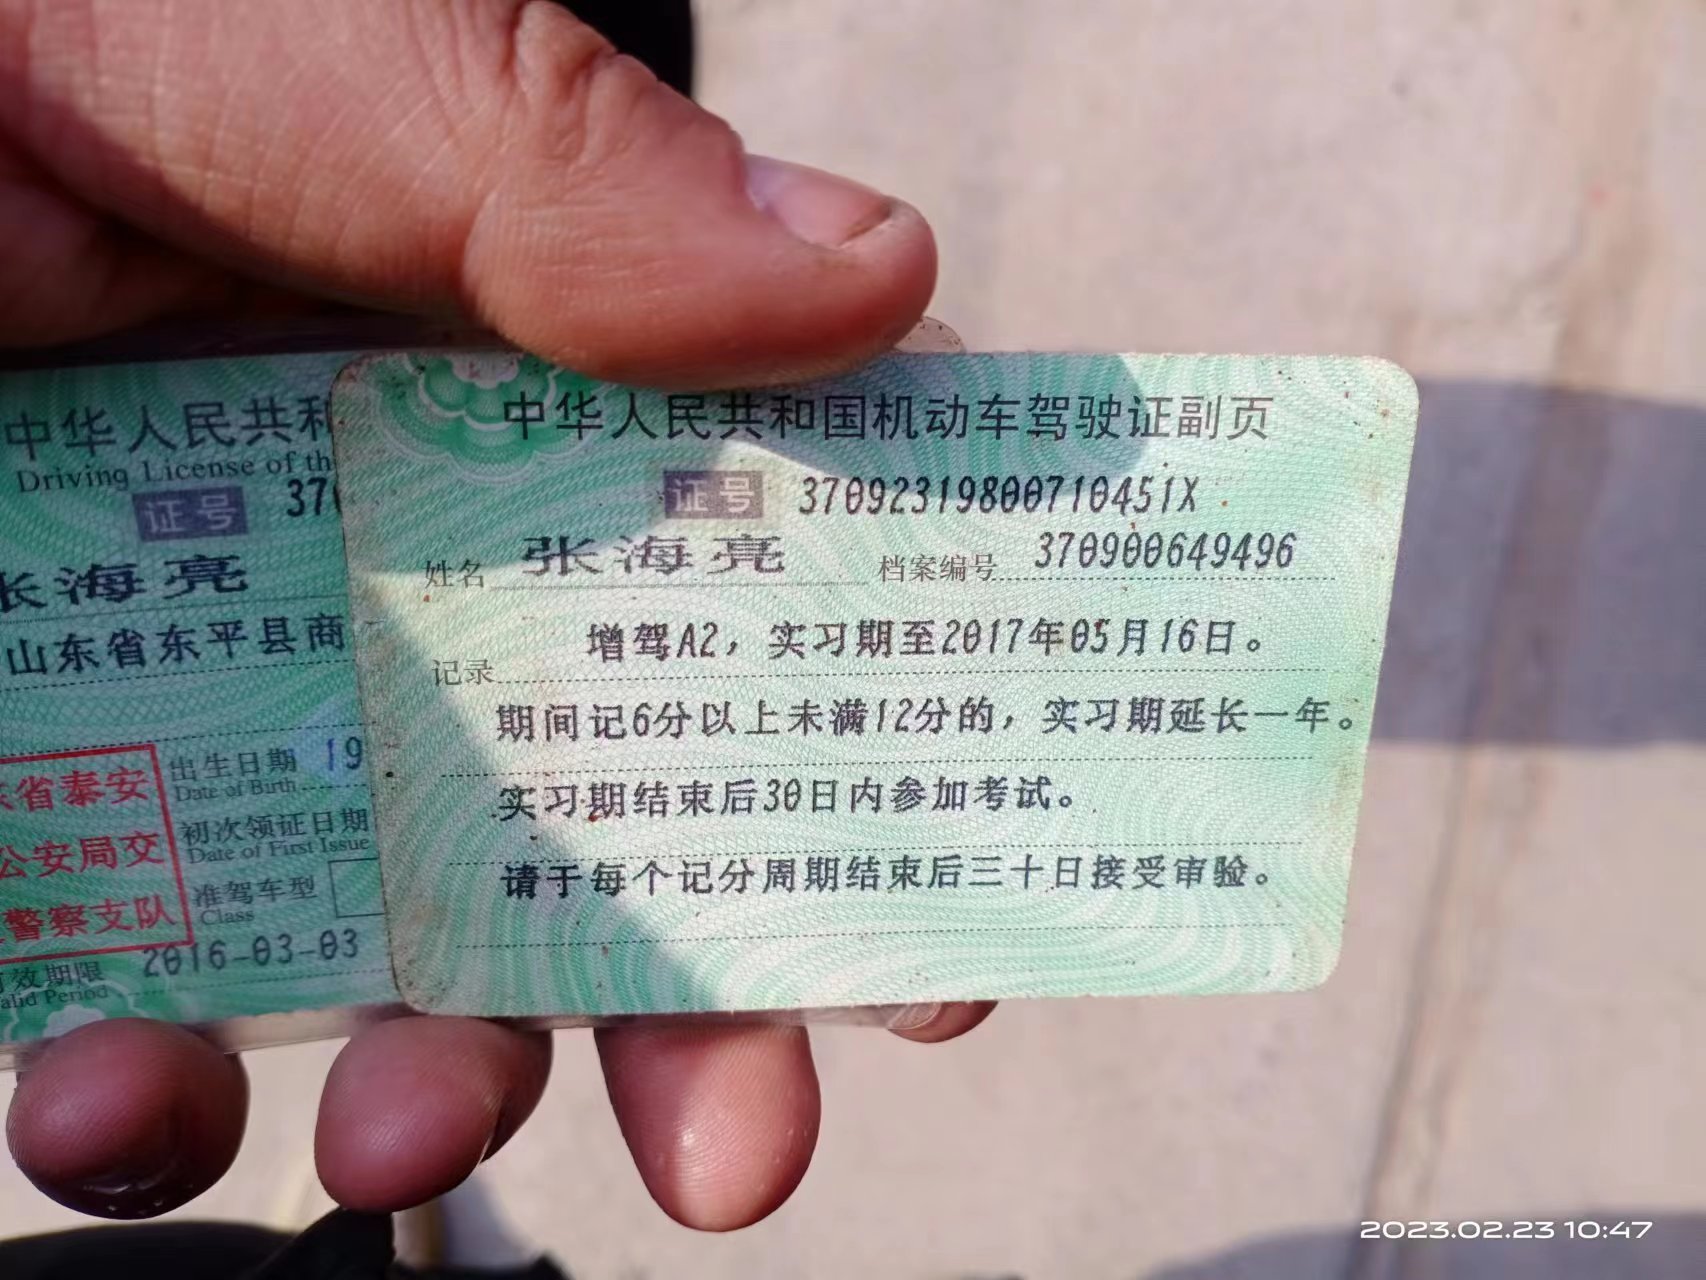 中华人民共和
Driving License of th
证号 370
张海亮
山东省东平县商
出生日期 19
Date of Birth
省泰安
初次领证日期
Date of First Issue
公安局交
准驾车型
Class
警察支队
2016-03-03
效期限
alid Period
中华人民共和国机动车驾驶证副页
证号 37092319800710451X
姓名 张海亮 档案编号 370900649496
记录 增驾A2，实习期至2017年05月16日。
期间记6分以上未满12分的，实习期延长一年。
实习期结束后30日内参加考试。
请于每个记分周期结束后三十日接受审验。
2023.02.23 10:47